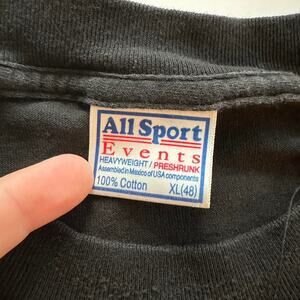 All Sport
Events
HEAVYWEIGHT / PRESHRUNK
Assembled in Mexico of USA components
100% Cotton XL(48)